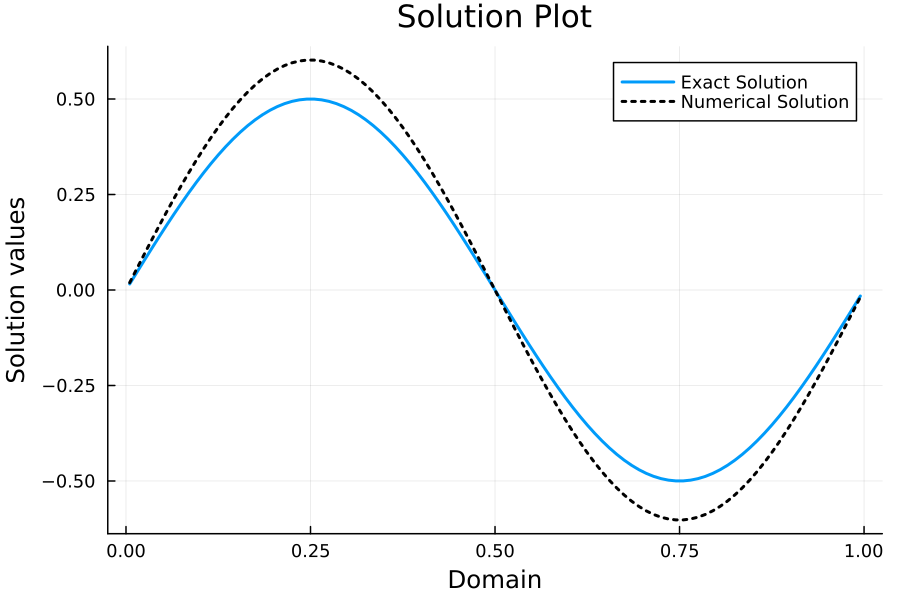 Solution Plot
Exact Solution
Numerical Solution
0.50
0.25
0.00
−0.25
−0.50
Solution values
0.00 0.25 0.50 0.75 1.00
Domain